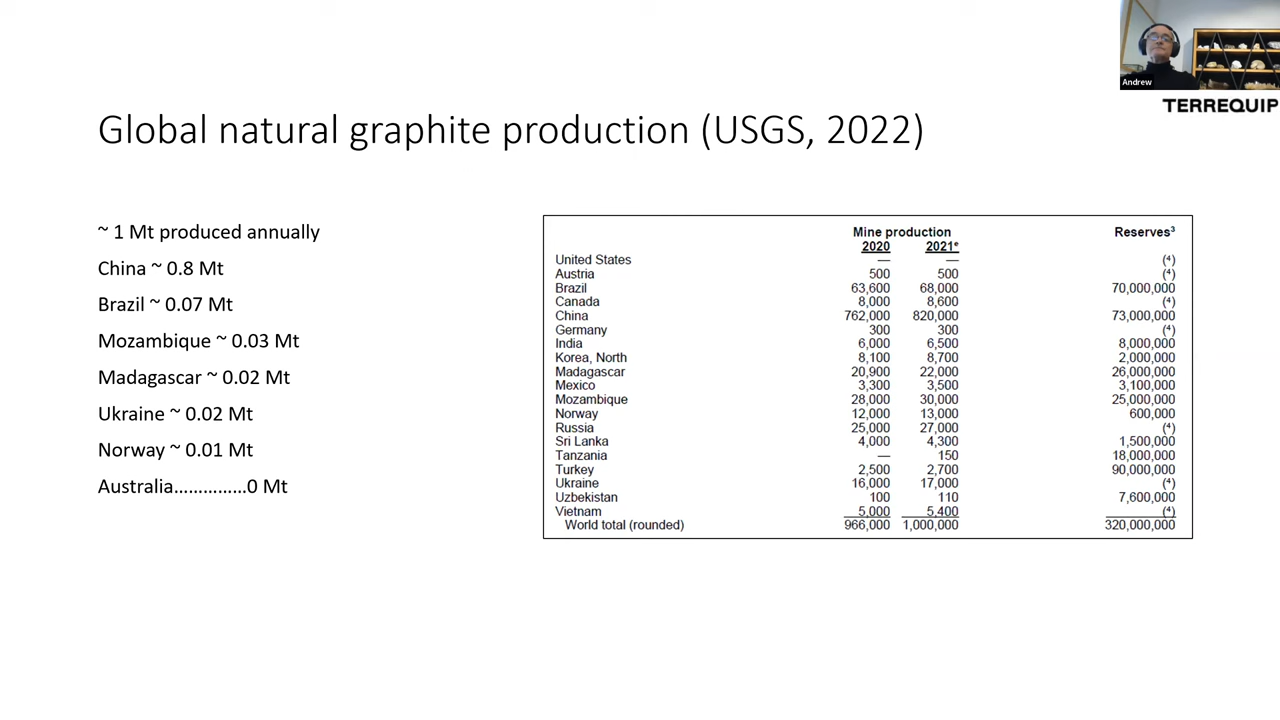 Andrew
TERREQUIP
Global natural graphite production (USGS, 2022)
~ 1 Mt produced annually
China ~ 0.8 Mt
Brazil ~ 0.07 Mt
Mozambique ~ 0.03 Mt
Madagascar ~ 0.02 Mt
Ukraine ~ 0.02 Mt
Norway ~ 0.01 Mt
Australia……………0 Mt
Mine production Reserves³
2020 2021ᵉ
United States — — (⁴)
Austria 500 500 (⁴)
Brazil 63,600 68,000 70,000,000
Canada 8,000 8,600 (⁴)
China 762,000 820,000 73,000,000
Germany 300 300 (⁴)
India 6,000 6,500 8,000,000
Korea, North 8,100 8,700 2,000,000
Madagascar 20,900 22,000 26,000,000
Mexico 3,300 3,500 3,100,000
Mozambique 28,000 30,000 25,000,000
Norway 12,000 13,000 600,000
Russia 25,000 27,000 (⁴)
Sri Lanka 4,000 4,300 1,500,000
Tanzania — 150 18,000,000
Turkey 2,500 2,700 90,000,000
Ukraine 16,000 17,000 (⁴)
Uzbekistan 100 110 7,600,000
Vietnam 5,000 5,400 (⁴)
World total (rounded) 966,000 1,000,000 320,000,000